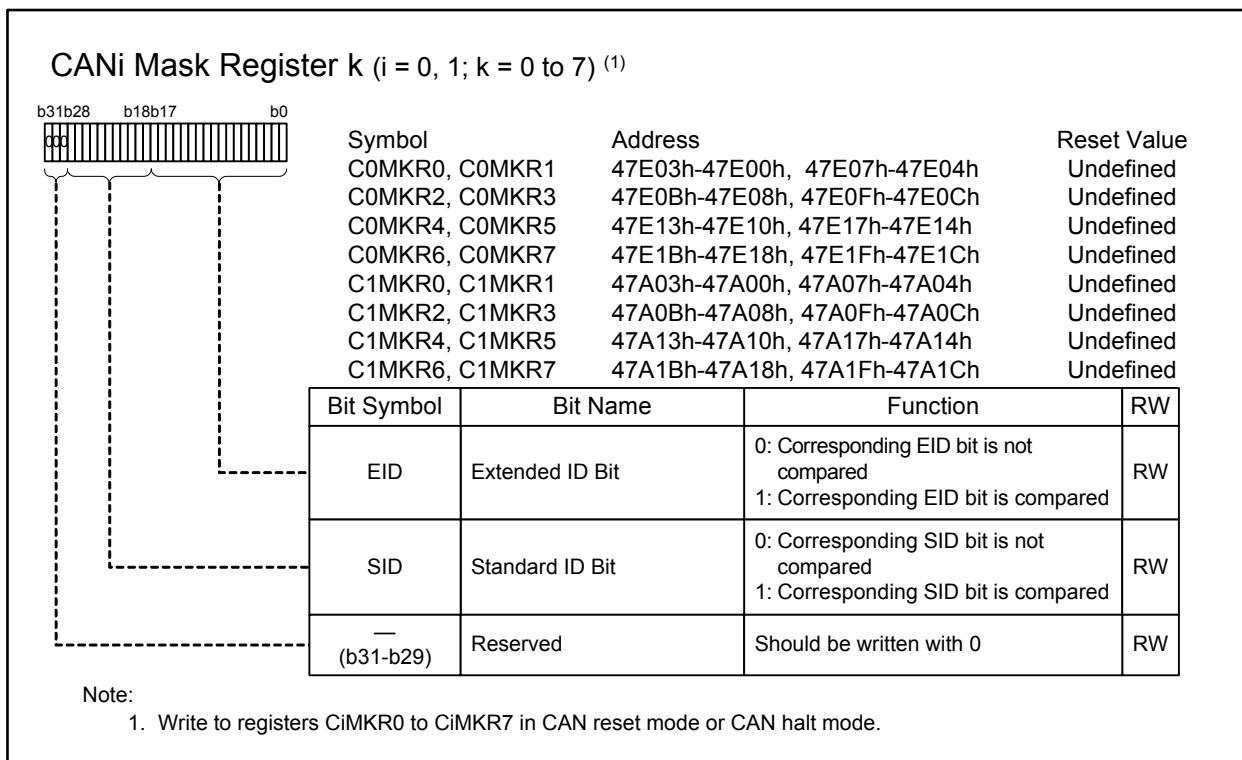 CANi Mask Register k (i = 0, 1; k = 0 to 7) (1)
b31b28 b18b17 b0
000
Symbol Address Reset Value
C0MKR0, C0MKR1 47E03h-47E00h, 47E07h-47E04h Undefined
C0MKR2, C0MKR3 47E0Bh-47E08h, 47E0Fh-47E0Ch Undefined
C0MKR4, C0MKR5 47E13h-47E10h, 47E17h-47E14h Undefined
C0MKR6, C0MKR7 47E1Bh-47E18h, 47E1Fh-47E1Ch Undefined
C1MKR0, C1MKR1 47A03h-47A00h, 47A07h-47A04h Undefined
C1MKR2, C1MKR3 47A0Bh-47A08h, 47A0Fh-47A0Ch Undefined
C1MKR4, C1MKR5 47A13h-47A10h, 47A17h-47A14h Undefined
C1MKR6, C1MKR7 47A1Bh-47A18h, 47A1Fh-47A1Ch Undefined
Bit Symbol Bit Name Function RW
EID Extended ID Bit 0: Corresponding EID bit is not
compared
1: Corresponding EID bit is compared RW
SID Standard ID Bit 0: Corresponding SID bit is not
compared
1: Corresponding SID bit is compared RW
—
(b31-b29) Reserved Should be written with 0 RW
Note:
1. Write to registers CiMKR0 to CiMKR7 in CAN reset mode or CAN halt mode.